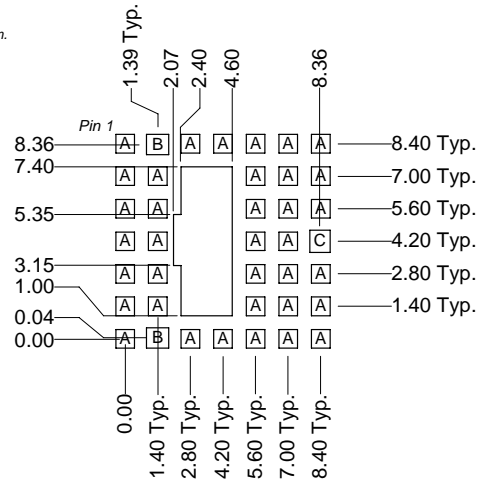 m.
1.39 Typ.
2.07
2.40
4.60
8.36
Pin 1
8.36 A B A A A A A 8.40 Typ.
7.40
A A A A A 7.00 Typ.
5.35 A A A A A 5.60 Typ.
A A A A C 4.20 Typ.
3.15 A A A A A 2.80 Typ.
1.00 A A A A A 1.40 Typ.
0.04
0.00 A B A A A A A
0.00
1.40 Typ.
2.80 Typ.
4.20 Typ.
5.60 Typ.
7.00 Typ.
8.40 Typ.